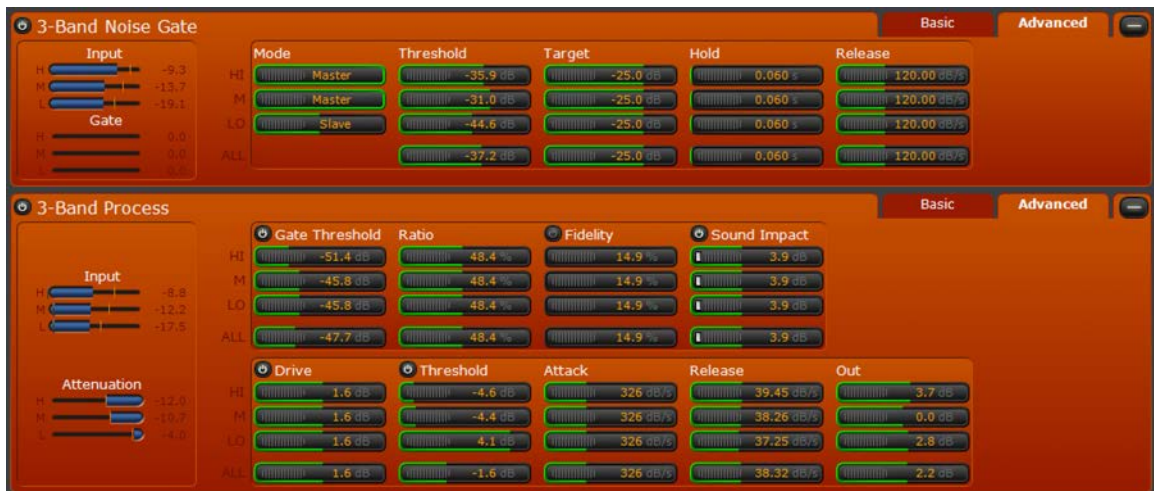 3-Band Noise Gate Basic Advanced
Input Mode Threshold Target Hold Release
H -9.3 HI Master -35.9 dB -25.0 dB 0.060 s 120.00 dB/s
M -13.7 M Master -31.0 dB -25.0 dB 0.060 s 120.00 dB/s
L -19.1 LO Slave -44.6 dB -25.0 dB 0.060 s 120.00 dB/s
Gate
H 0.0
M 0.0 ALL -37.2 dB -25.0 dB 0.060 s 120.00 dB/s
L 0.0
3-Band Process Basic Advanced
Gate Threshold Ratio Fidelity Sound Impact
HI -51.4 dB 48.4 % 14.9 % 3.9 dB
Input M -45.8 dB 48.4 % 14.9 % 3.9 dB
H -8.8
M -12.2 LO -45.8 dB 48.4 % 14.9 % 3.9 dB
L -17.5
ALL -47.7 dB 48.4 % 14.9 % 3.9 dB
Drive Threshold Attack Release Out
Attenuation HI 1.6 dB -4.6 dB 326 dB/s 39.45 dB/s 3.7 dB
H -12.0
M -10.7 M 1.6 dB -4.4 dB 326 dB/s 38.26 dB/s 0.0 dB
L -4.0 LO 1.6 dB 4.1 dB 326 dB/s 37.25 dB/s 2.8 dB
ALL 1.6 dB -1.6 dB 326 dB/s 38.32 dB/s 2.2 dB